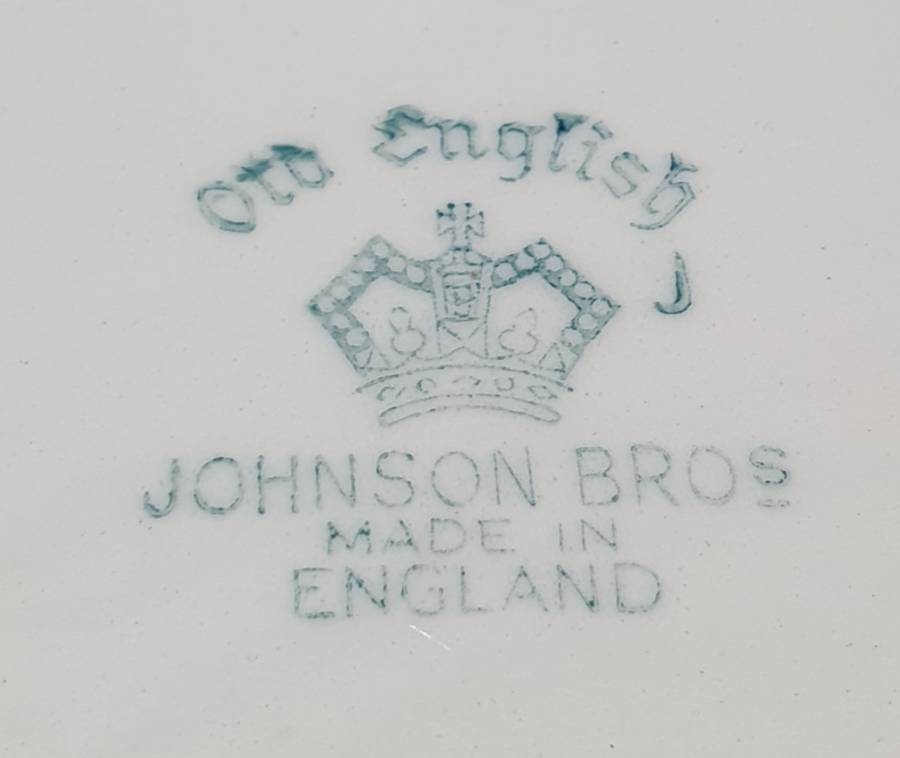 Old English
J
JOHNSON BROS
MADE IN
ENGLAND